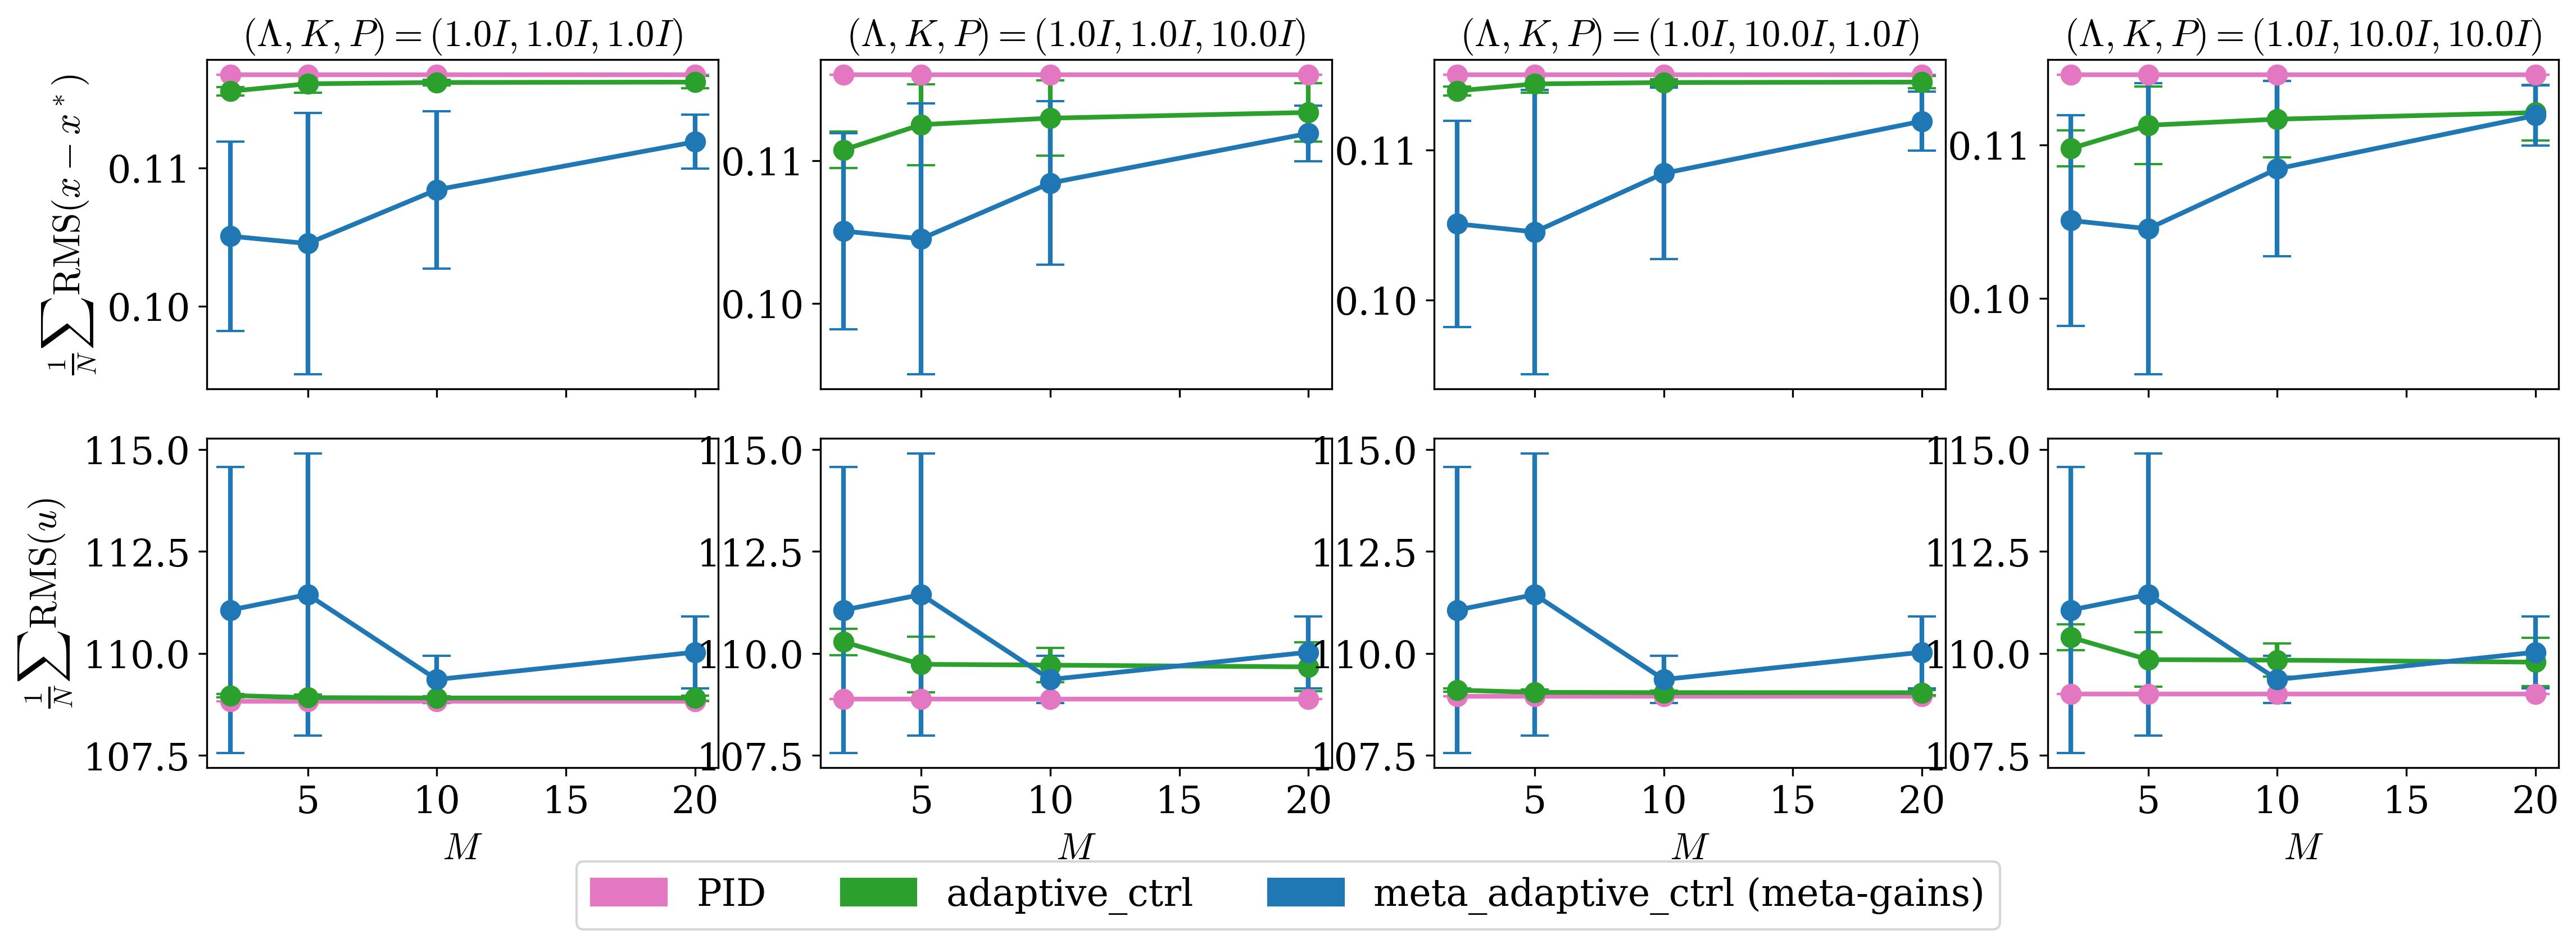 (Λ, K, P) = (1.0I, 1.0I, 1.0I)
(Λ, K, P) = (1.0I, 1.0I, 10.0I)
(Λ, K, P) = (1.0I, 10.0I, 1.0I)
(Λ, K, P) = (1.0I, 10.0I, 10.0I)
1/N ∑ RMS(x − x*)
0.11
0.10
0.11
0.10
0.11
0.10
0.11
0.10
1/N ∑ RMS(u)
115.0
112.5
110.0
107.5
115.0
112.5
110.0
107.5
115.0
112.5
110.0
107.5
115.0
112.5
110.0
107.5
5 10 15 20
5 10 15 20
5 10 15 20
5 10 15 20
M
M
M
M
PID
adaptive_ctrl
meta_adaptive_ctrl (meta-gains)